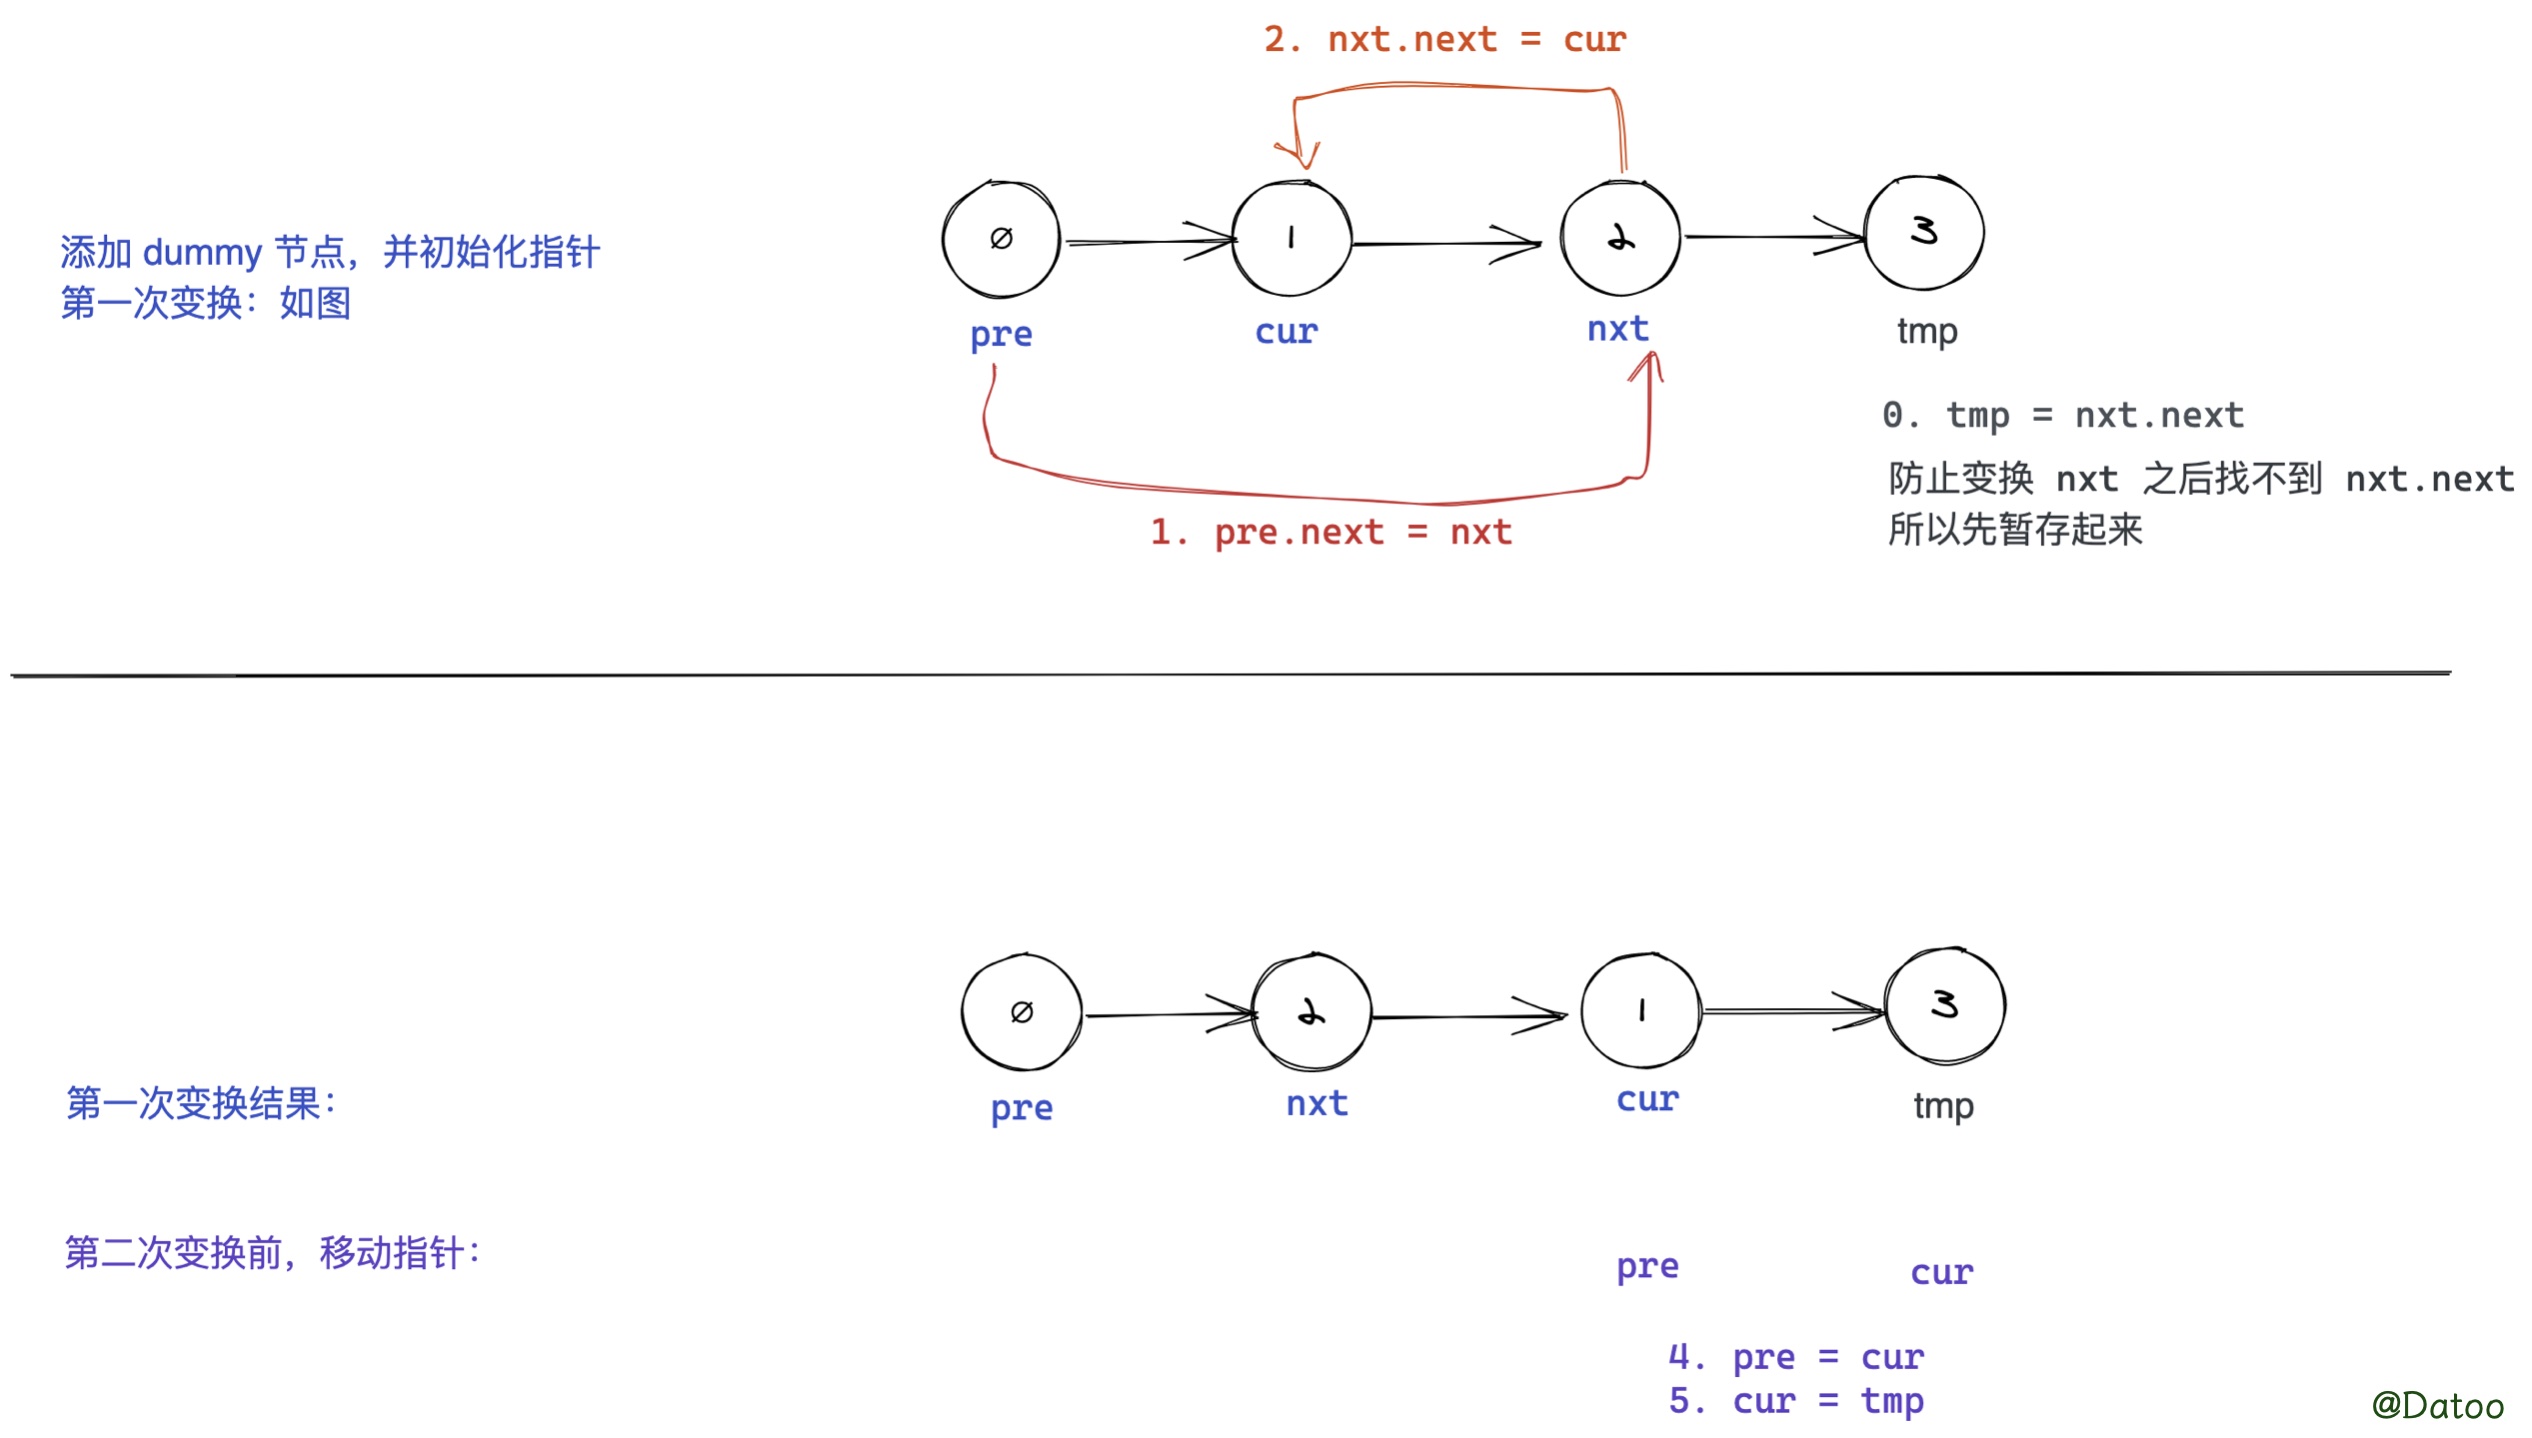 2. nxt.next = cur
∅ 1 2 3
添加 dummy 节点，并初始化指针
第一次变换：如图
pre cur nxt tmp
0. tmp = nxt.next
防止变换 nxt 之后找不到 nxt.next
所以先暂存起来
1. pre.next = nxt
∅ 2 1 3
第一次变换结果：
pre nxt cur tmp
第二次变换前，移动指针：
pre cur
4. pre = cur
5. cur = tmp
@Datoo